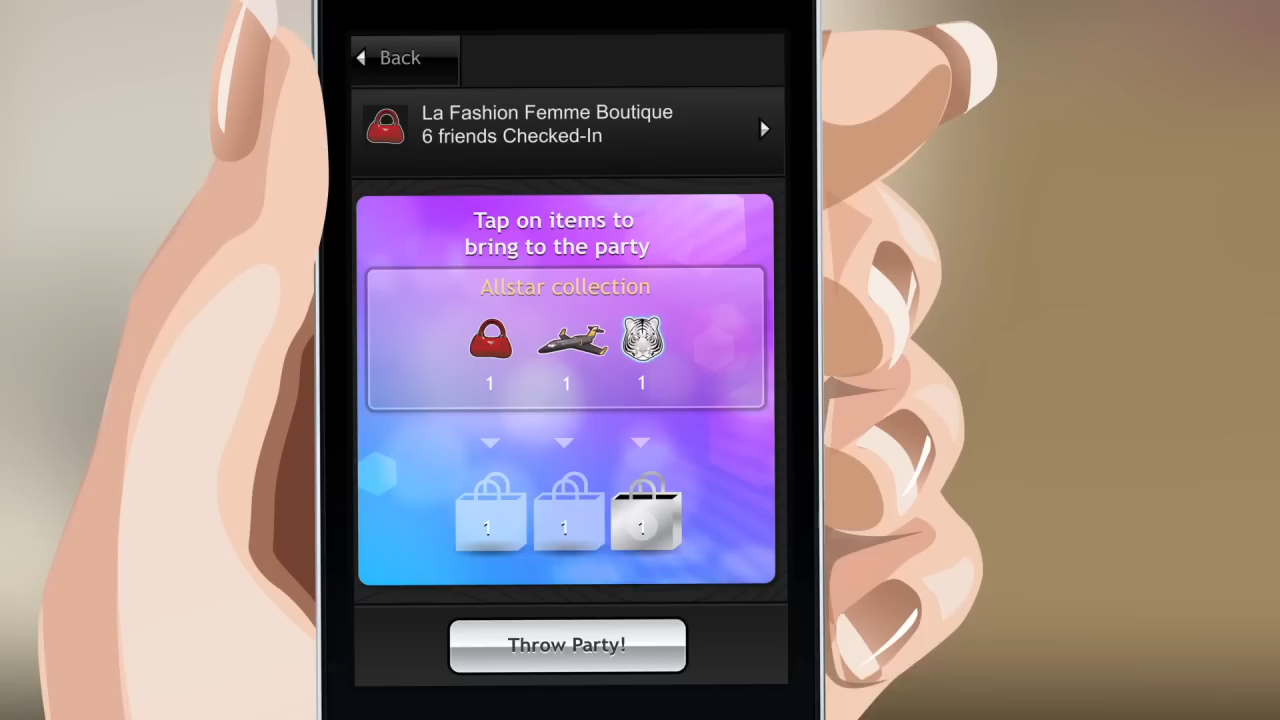 Back
La Fashion Femme Boutique
6 friends Checked-In
Tap on items to
bring to the party
Allstar collection
1 1 1
1 1 1
Throw Party!